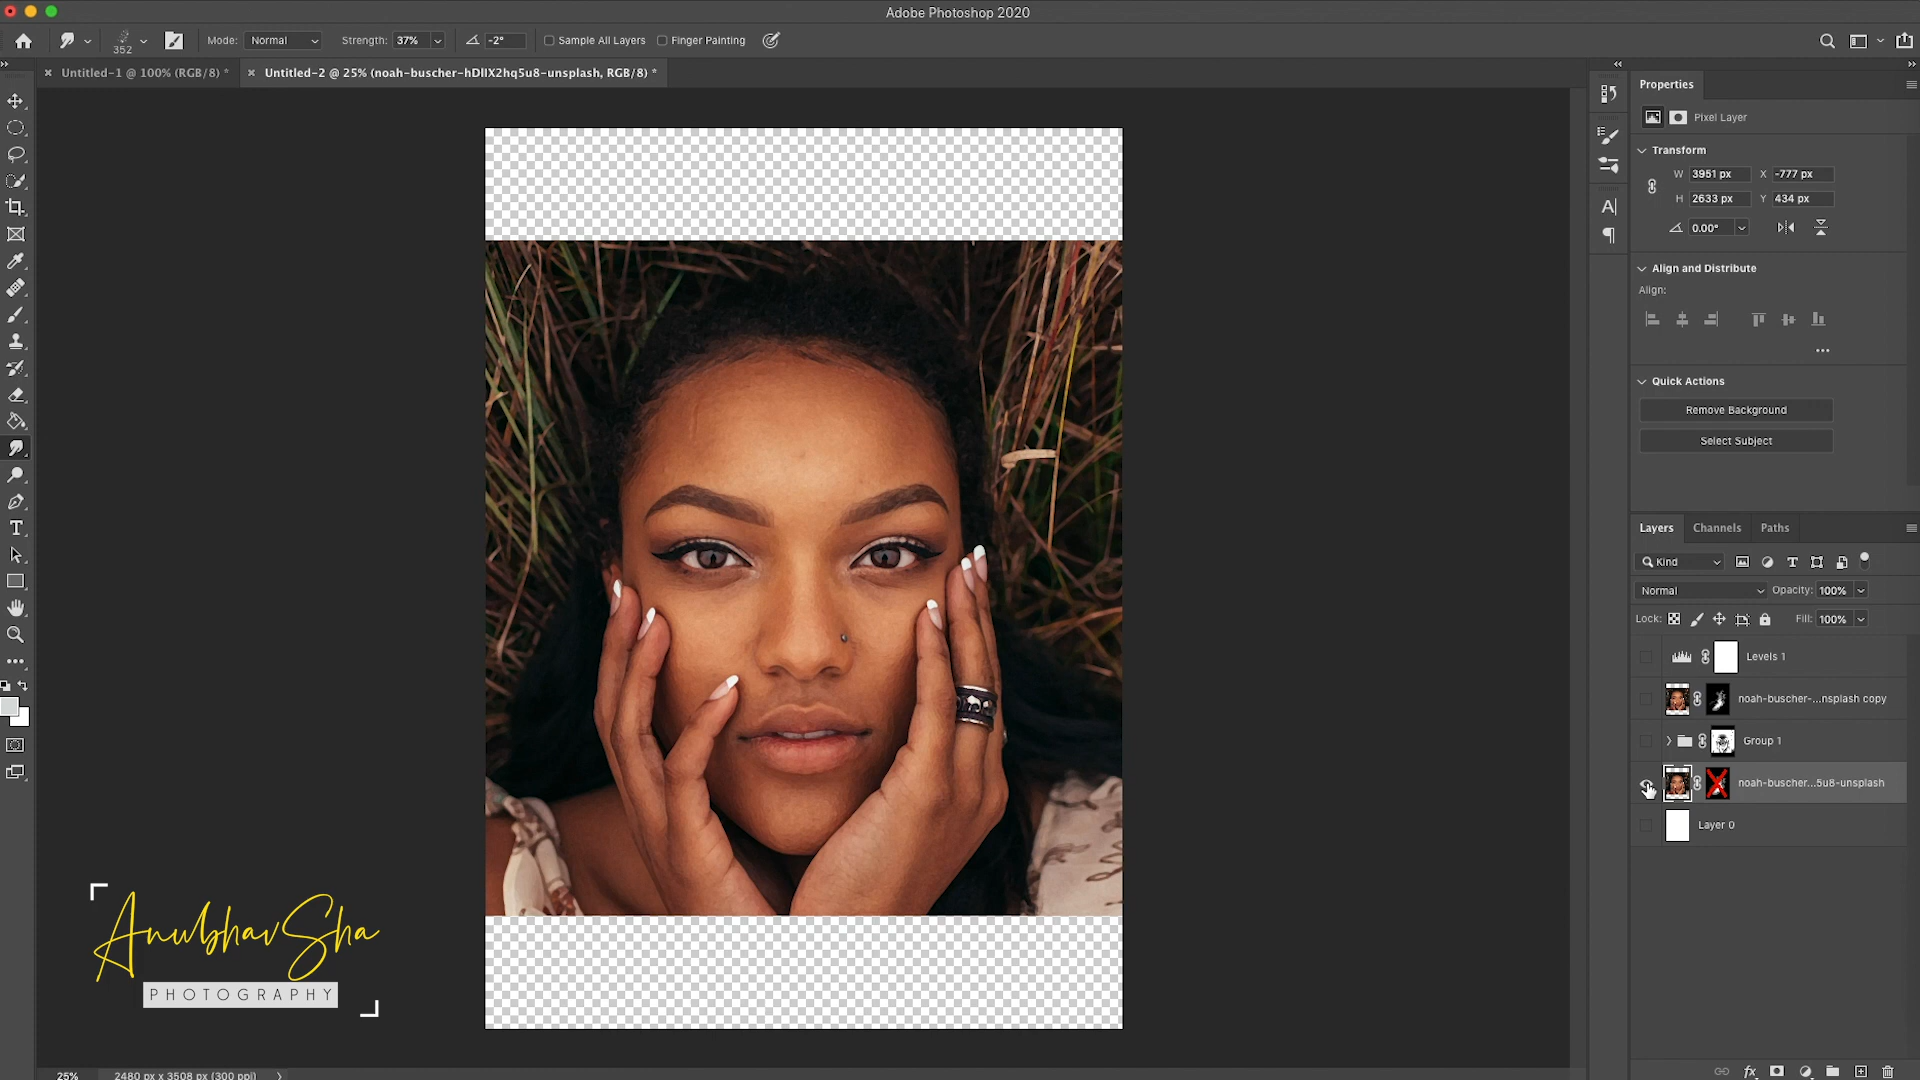 Adobe Photoshop 2020
352
Mode: Normal
Strength: 37%
-2°
Sample All Layers
Finger Painting
Untitled-1 @ 100% (RGB/8) *
Untitled-2 @ 25% (noah-buscher-hDIIX2hq5u8-unsplash, RGB/8) *
Properties
Pixel Layer
Transform
W 3951 px X -777 px
H 2633 px Y 434 px
0.00°
Align and Distribute
Align:
Quick Actions
Remove Background
Select Subject
Layers Channels Paths
Kind
Normal Opacity: 100%
Lock: Fill: 100%
Levels 1
noah-buscher-...nsplash copy
Group 1
noah-buscher...5u8-unsplash
Layer 0
AnubhavSha
PHOTOGRAPHY
25% 2480 px x 3508 px (300 ppi)